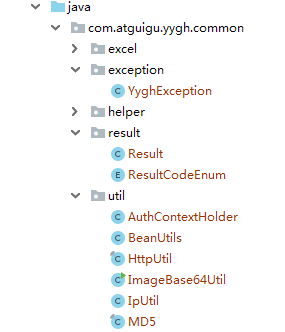 java
com.atguigu.yygh.common
excel
exception
YyghException
helper
result
Result
ResultCodeEnum
util
AuthContextHolder
BeanUtils
HttpUtil
ImageBase64Util
IpUtil
MD5